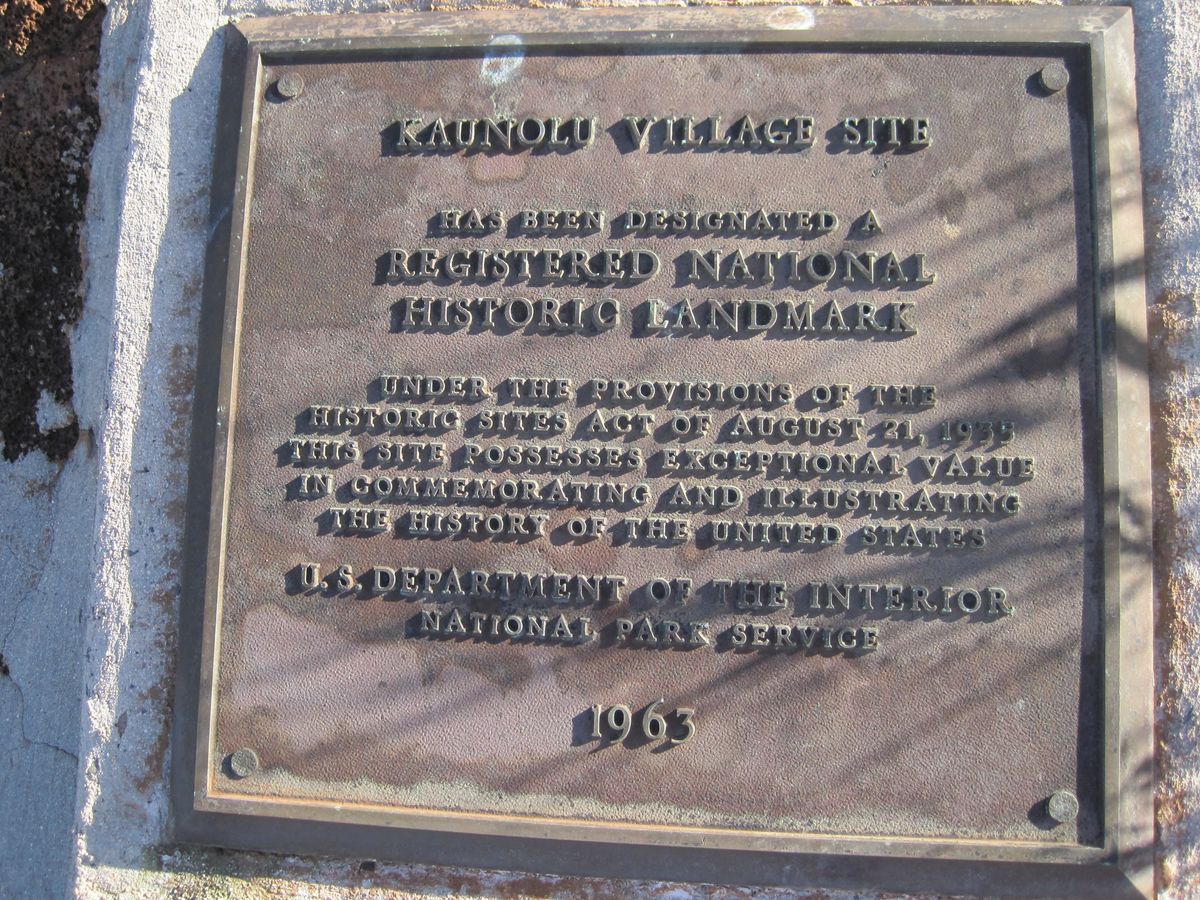 KAUNOLU VILLAGE SITE
HAS BEEN DESIGNATED A
REGISTERED NATIONAL
HISTORIC LANDMARK
UNDER THE PROVISIONS OF THE
HISTORIC SITES ACT OF AUGUST 21, 1935
THIS SITE POSSESSES EXCEPTIONAL VALUE
IN COMMEMORATING AND ILLUSTRATING
THE HISTORY OF THE UNITED STATES
U.S. DEPARTMENT OF THE INTERIOR
NATIONAL PARK SERVICE
1963